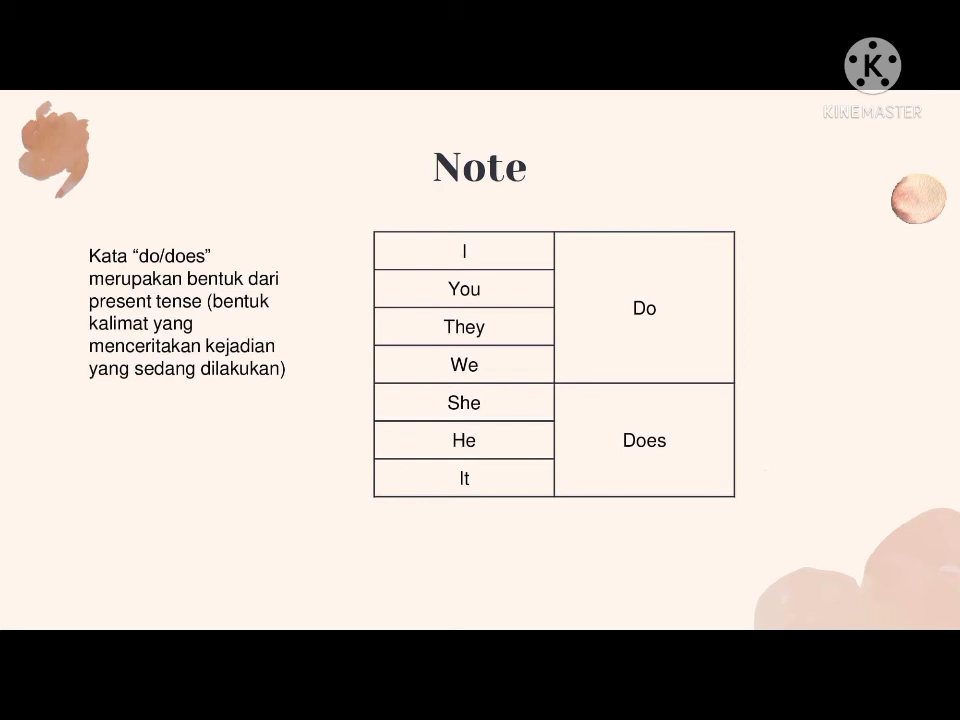 K
KINEMASTER
Note
Kata “do/does”
merupakan bentuk dari
present tense (bentuk
kalimat yang
menceritakan kejadian
yang sedang dilakukan)
I
You
They
We
Do
She
He
It
Does